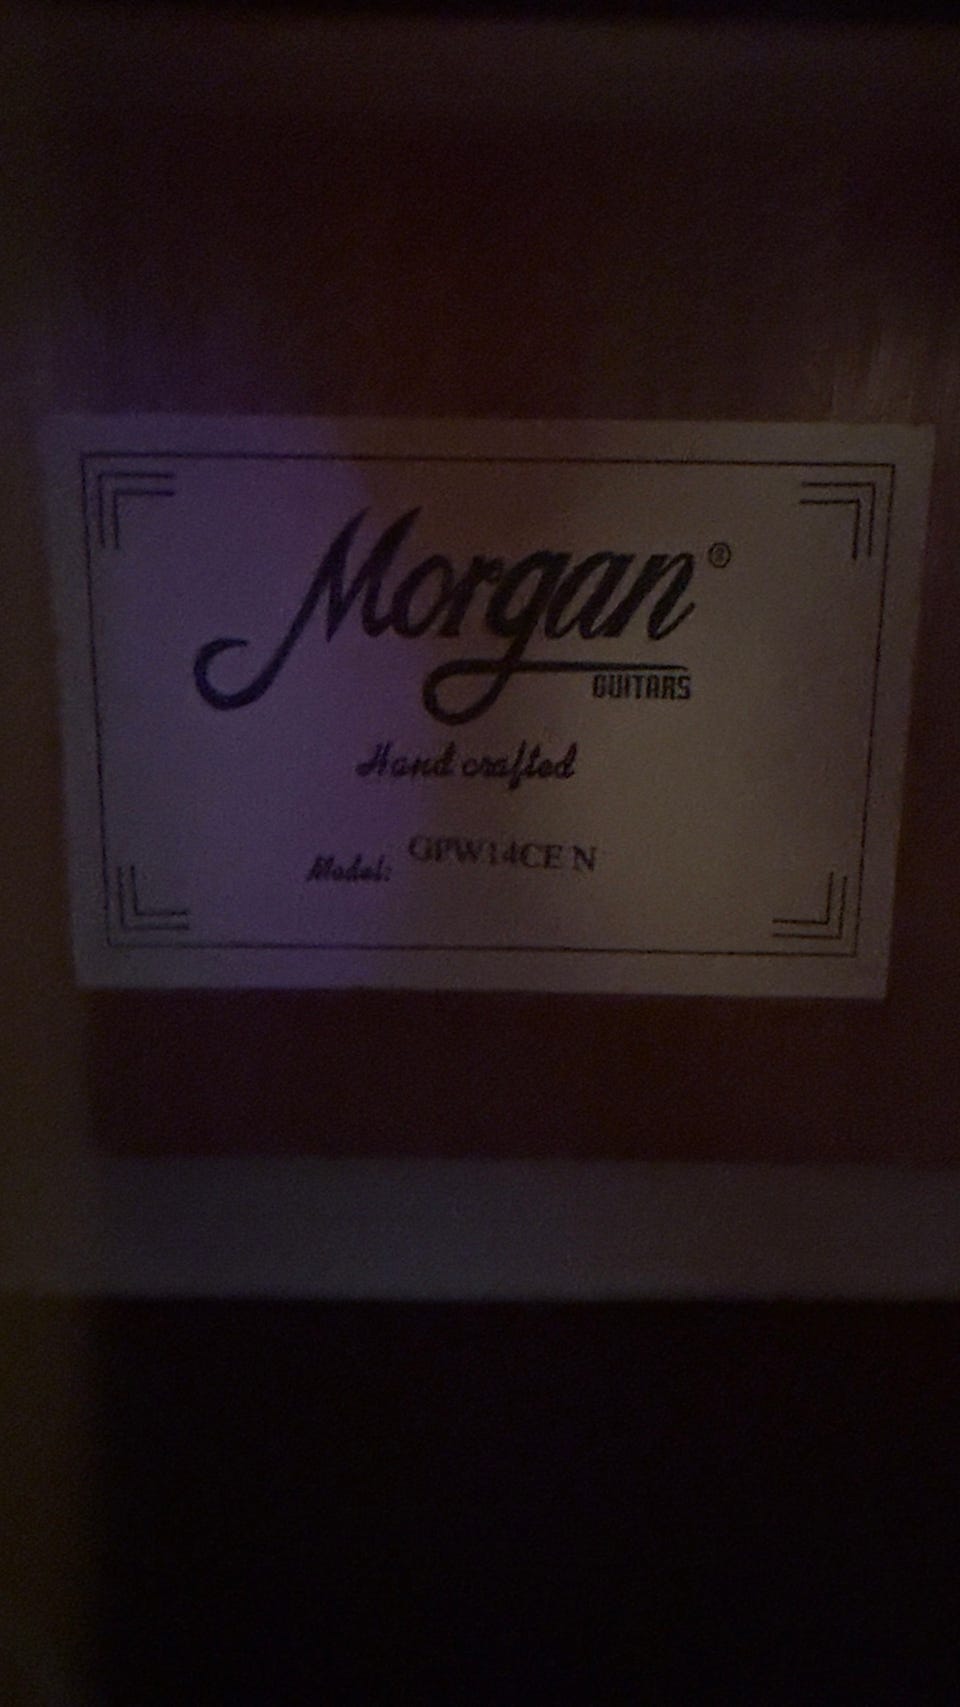 Morgan®
GUITARS
Hand crafted
Model: GPW14CE N